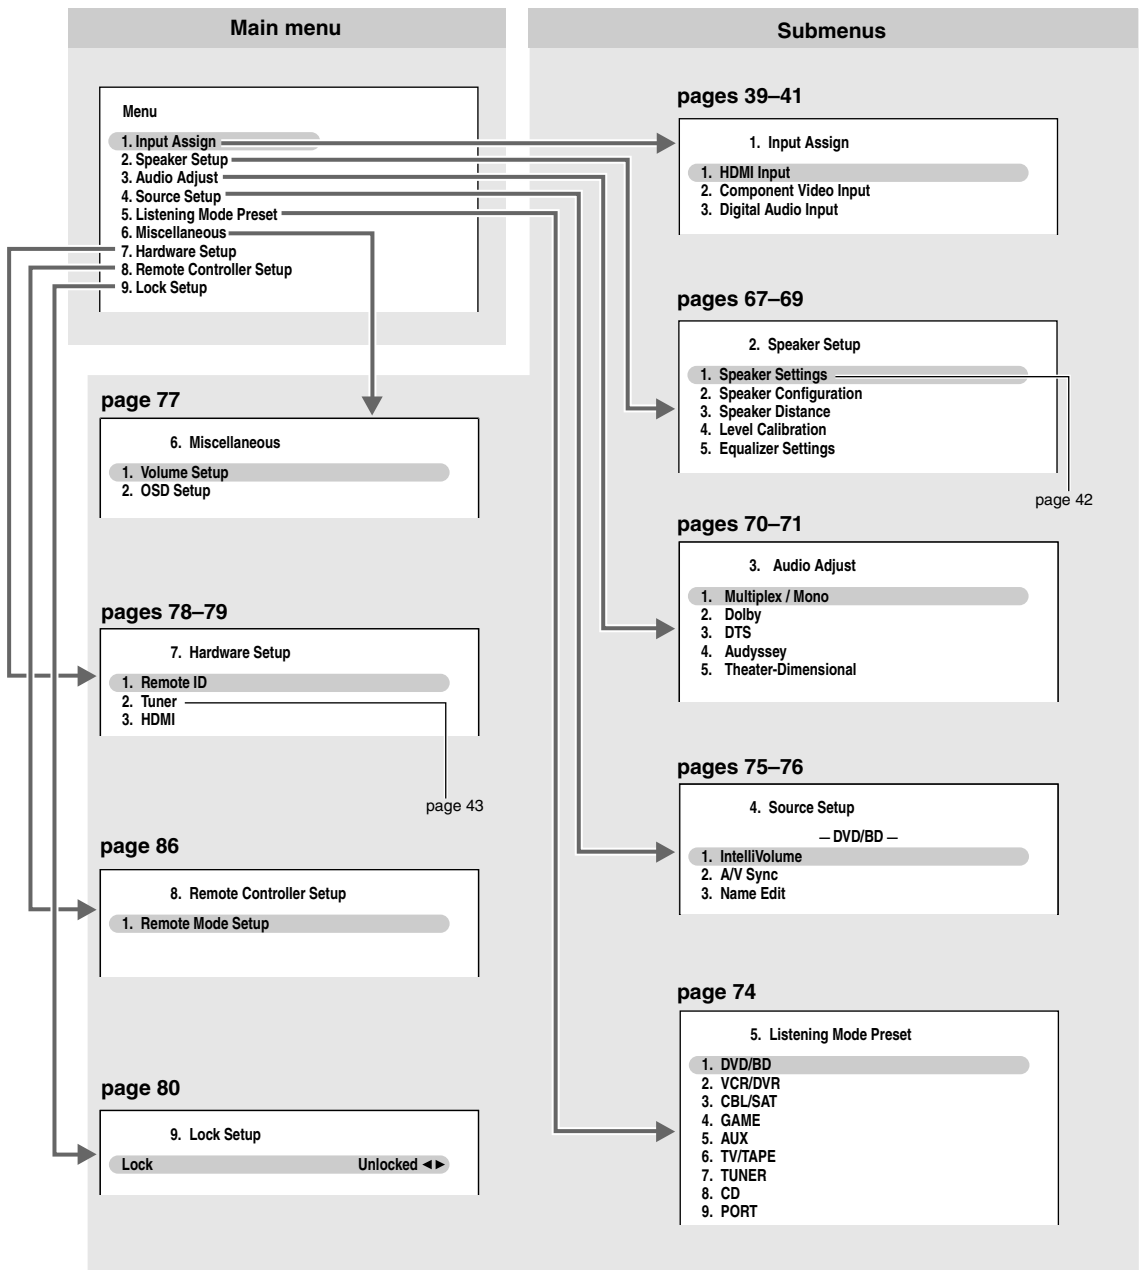 Main menu
Submenus
Menu
1. Input Assign
2. Speaker Setup
3. Audio Adjust
4. Source Setup
5. Listening Mode Preset
6. Miscellaneous
7. Hardware Setup
8. Remote Controller Setup
9. Lock Setup
page 77
6. Miscellaneous
1. Volume Setup
2. OSD Setup
pages 78–79
7. Hardware Setup
1. Remote ID
2. Tuner
3. HDMI
page 43
page 86
8. Remote Controller Setup
1. Remote Mode Setup
page 80
9. Lock Setup
Lock Unlocked ◄►
pages 39–41
1. Input Assign
1. HDMI Input
2. Component Video Input
3. Digital Audio Input
pages 67–69
2. Speaker Setup
1. Speaker Settings
2. Speaker Configuration
3. Speaker Distance
4. Level Calibration
5. Equalizer Settings
page 42
pages 70–71
3. Audio Adjust
1. Multiplex / Mono
2. Dolby
3. DTS
4. Audyssey
5. Theater-Dimensional
pages 75–76
4. Source Setup
— DVD/BD —
1. IntelliVolume
2. A/V Sync
3. Name Edit
page 74
5. Listening Mode Preset
1. DVD/BD
2. VCR/DVR
3. CBL/SAT
4. GAME
5. AUX
6. TV/TAPE
7. TUNER
8. CD
9. PORT